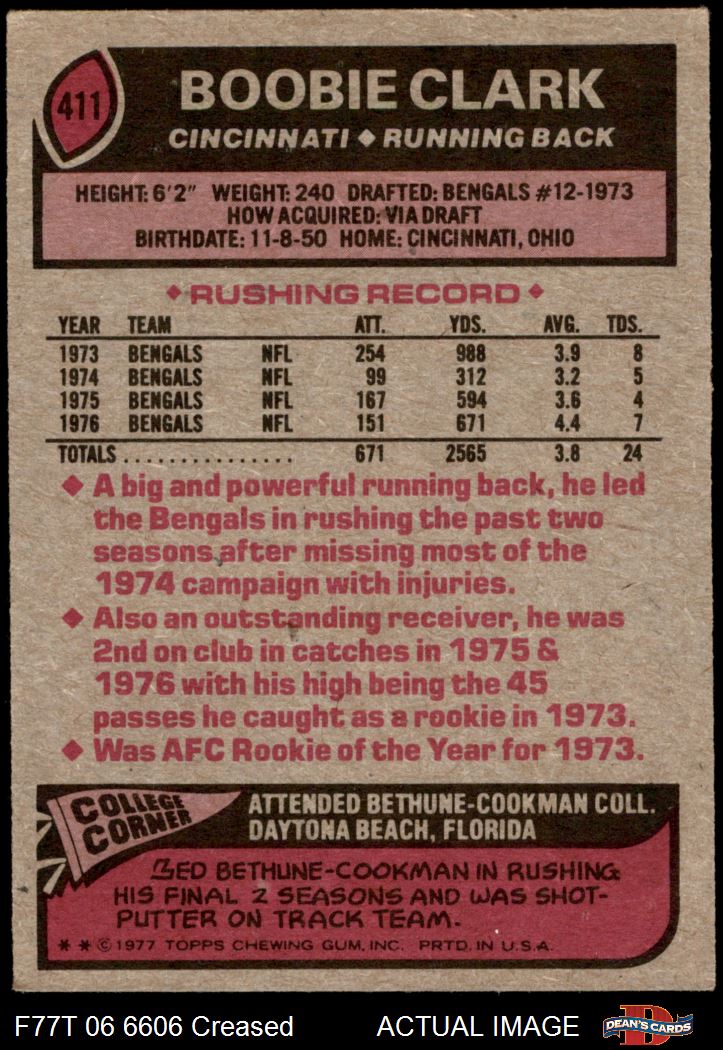 411
BOOBIE CLARK
CINCINNATI ◆ RUNNING BACK
HEIGHT: 6'2" WEIGHT: 240 DRAFTED: BENGALS #12-1973
HOW ACQUIRED: VIA DRAFT
BIRTHDATE: 11-8-50 HOME: CINCINNATI, OHIO
◆ RUSHING RECORD ◆
YEAR TEAM ATT. YDS. AVG. TDS.
1973 BENGALS NFL 254 988 3.9 8
1974 BENGALS NFL 99 312 3.2 5
1975 BENGALS NFL 167 594 3.6 4
1976 BENGALS NFL 151 671 4.4 7
TOTALS ............... 671 2565 3.8 24
◆ A big and powerful running back, he led
the Bengals in rushing the past two
seasons after missing most of the
1974 campaign with injuries.
◆ Also an outstanding receiver, he was
2nd on club in catches in 1975 &
1976 with his high being the 45
passes he caught as a rookie in 1973.
◆ Was AFC Rookie of the Year for 1973.
COLLEGE
CORNER
ATTENDED BETHUNE-COOKMAN COLL.
DAYTONA BEACH, FLORIDA
LED BETHUNE-COOKMAN IN RUSHING
HIS FINAL 2 SEASONS AND WAS SHOT-
PUTTER ON TRACK TEAM.
* * © 1977 TOPPS CHEWING GUM, INC. PRTD. IN U.S.A.
F77T 06 6606 Creased ACTUAL IMAGE
D
DEAN'S CARDS